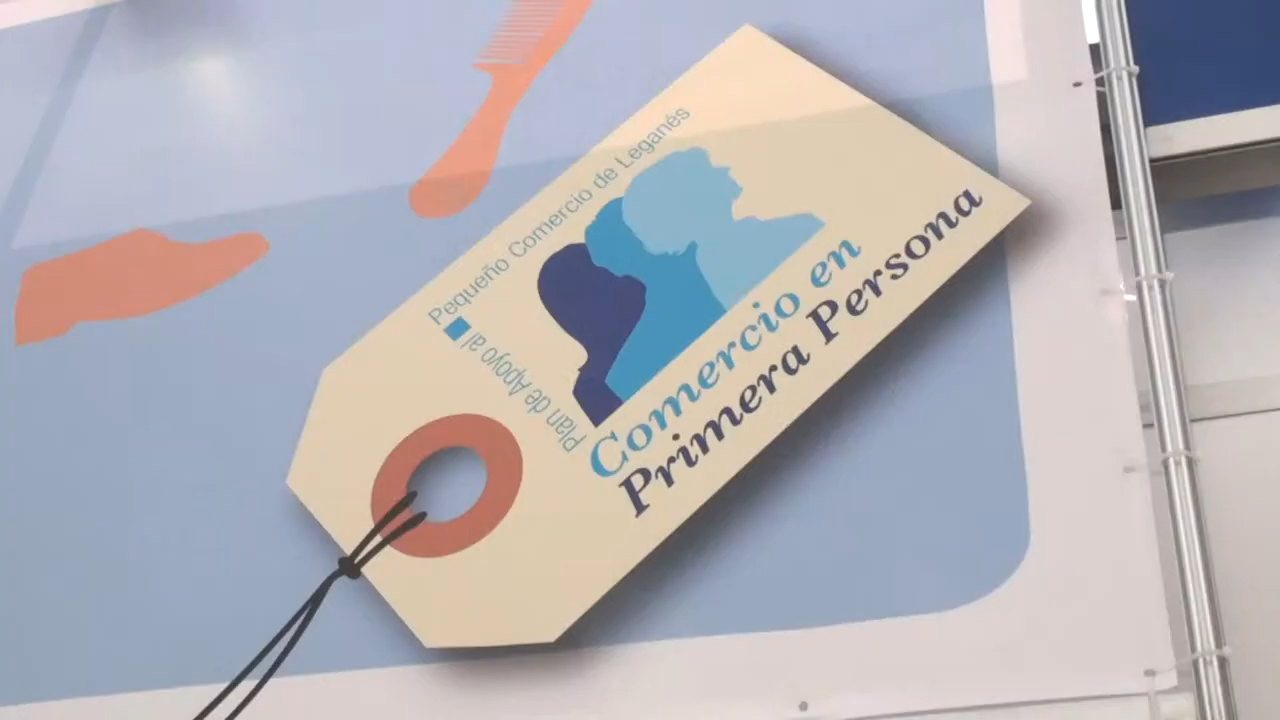 Plan de Apoyo al
Pequeño Comercio de Leganés
Comercio en
Primera Persona